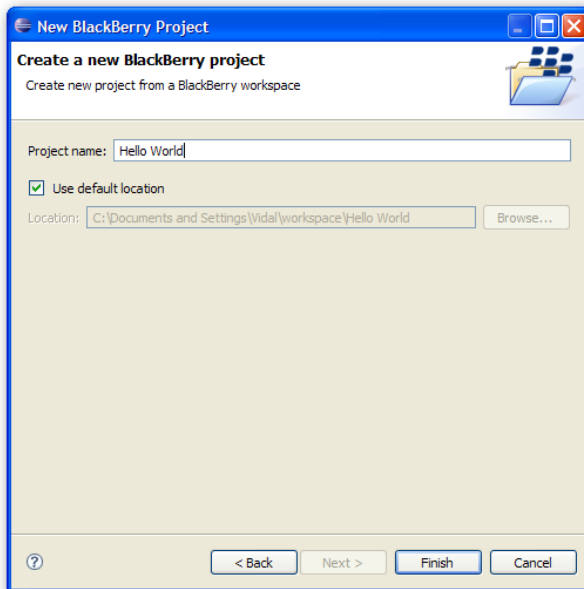 New BlackBerry Project
Create a new BlackBerry project
Create new project from a BlackBerry workspace
Project name: Hello World
Use default location
Location: C:\Documents and Settings\Vidal\workspace\Hello World Browse...
? < Back Next > Finish Cancel